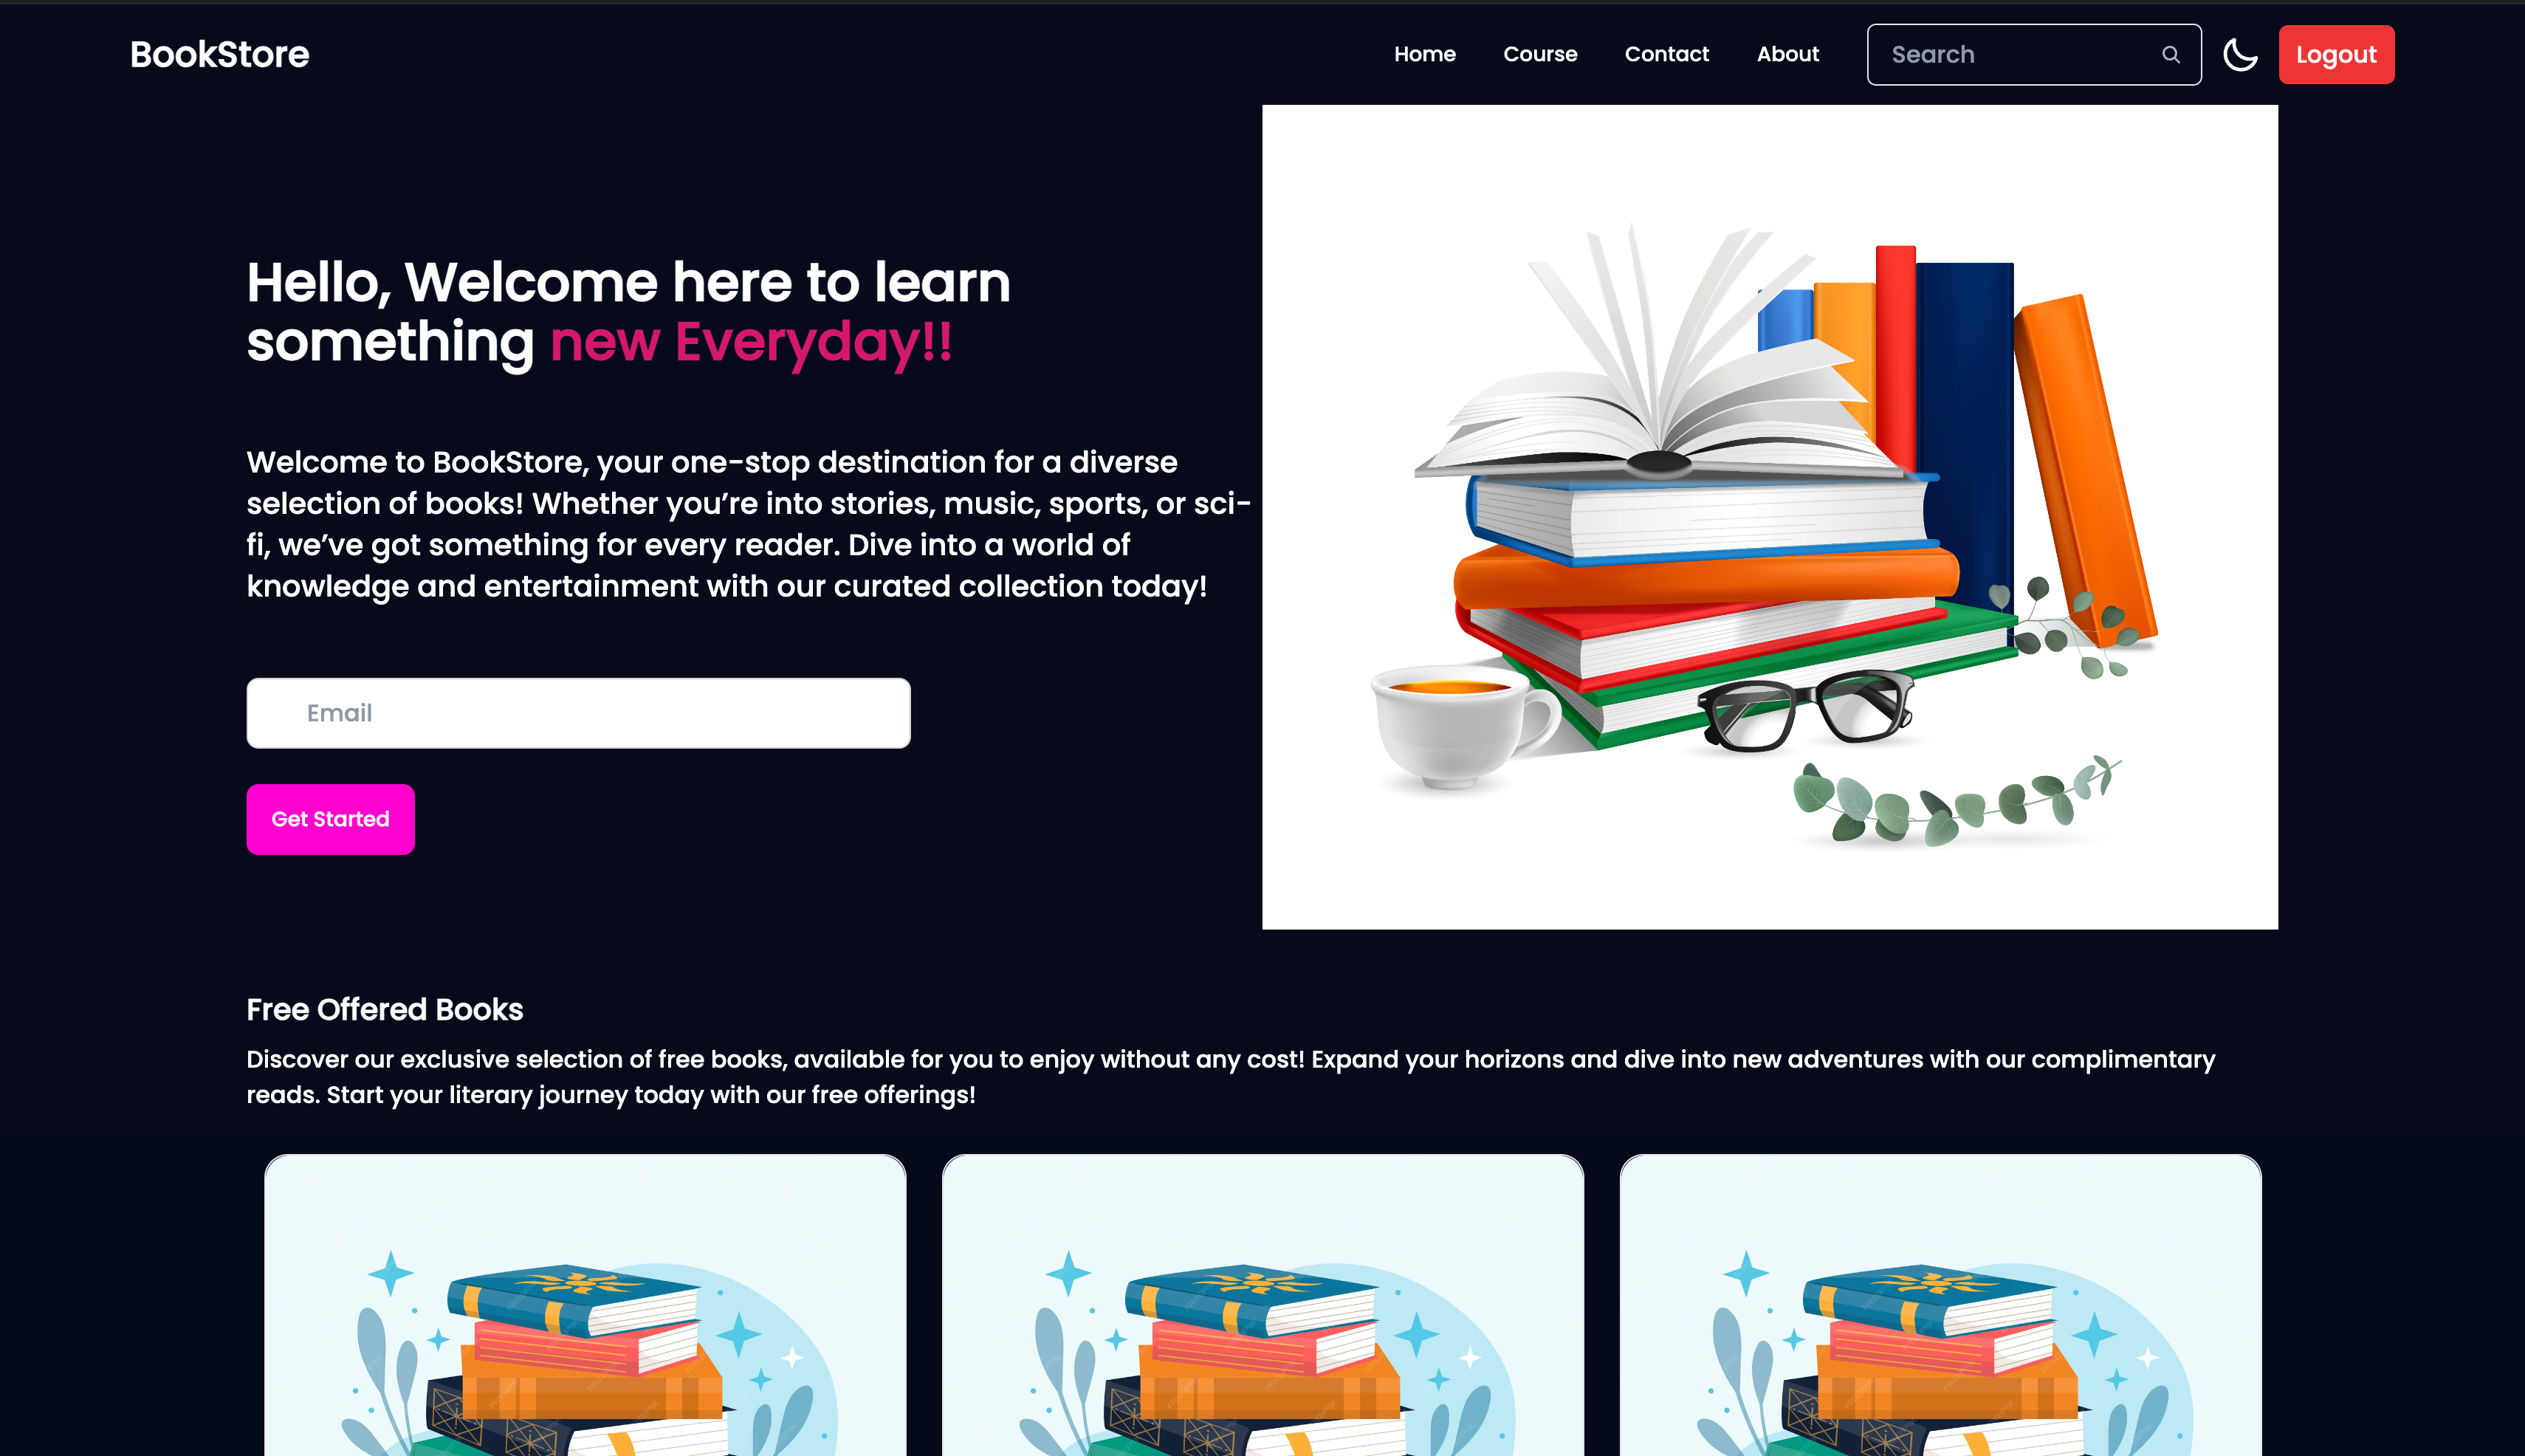 BookStore
Home
Course
Contact
About
Search
Logout
Hello, Welcome here to learn
something new Everyday!!
Welcome to BookStore, your one-stop destination for a diverse
selection of books! Whether you’re into stories, music, sports, or sci-
fi, we’ve got something for every reader. Dive into a world of
knowledge and entertainment with our curated collection today!
Email
Get Started
Free Offered Books
Discover our exclusive selection of free books, available for you to enjoy without any cost! Expand your horizons and dive into new adventures with our complimentary
reads. Start your literary journey today with our free offerings!